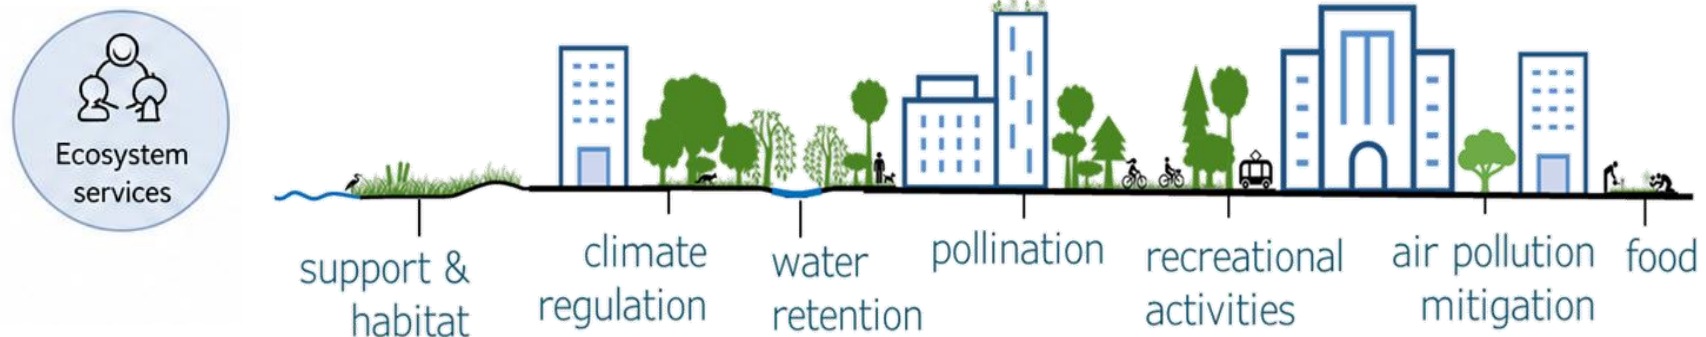 Ecosystem
services
support &
habitat
climate
regulation
water
retention
pollination
recreational
activities
air pollution
mitigation
food